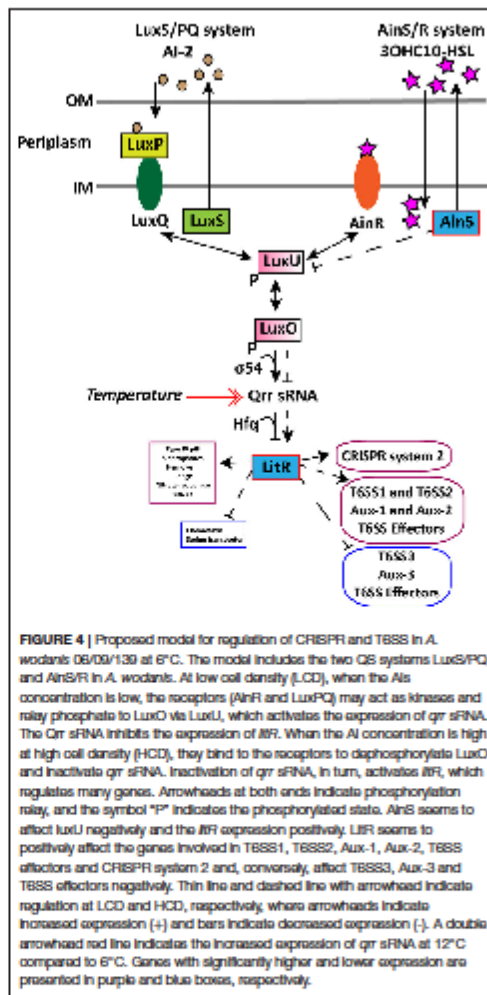 LuxS/PQ system
AI-2
AinS/R system
3OHC10-HSL
OM
Periplasm
LuxP
IM
LuxQ
LuxS
AinR
AinS
LuxU
P
LuxO
P
σ54
Temperature
Qrr sRNA
Hfq
LitR
CRISPR system 2
T6SS1 and T6SS2
Aux-1 and Aux-2
T6SS Effectors
T6SS3
Aux-3
T6SS Effectors
FIGURE 4 | Proposed model for regulation of CRISPR and T6SS in A.
wodanis 06/09/139 at 6°C. The model includes the two QS systems LuxS/PQ
and AinS/R in A. wodanis. At low cell density (LCD), when the AIs
concentration is low, the receptors (AinR and LuxPQ) may act as kinases and
relay phosphate to LuxO via LuxU, which activates the expression of qrr sRNA.
The Qrr sRNA inhibits the expression of litR. When the AI concentration is high
at high cell density (HCD), they bind to the receptors to dephosphorylate LuxO
and inactivate qrr sRNA. Inactivation of qrr sRNA, in turn, activates litR, which
regulates many genes. Arrowheads at both ends indicate phosphorylation
relay, and the symbol "P" indicates the phosphorylated state. AinS seems to
affect luxU negatively and the litR expression positively. LitR seems to
positively affect the genes involved in T6SS1, T6SS2, Aux-1, Aux-2, T6SS
effectors and CRISPR system 2 and, conversely, affect T6SS3, Aux-3 and
T6SS effectors negatively. Thin line and dashed line with arrowhead indicate
regulation at LCD and HCD, respectively, where arrowheads indicate
increased expression (+) and bars indicate decreased expression (-). A double
arrowhead red line indicates the increased expression of qrr sRNA at 12°C
compared to 6°C. Genes with significantly higher and lower expression are
presented in purple and blue boxes, respectively.